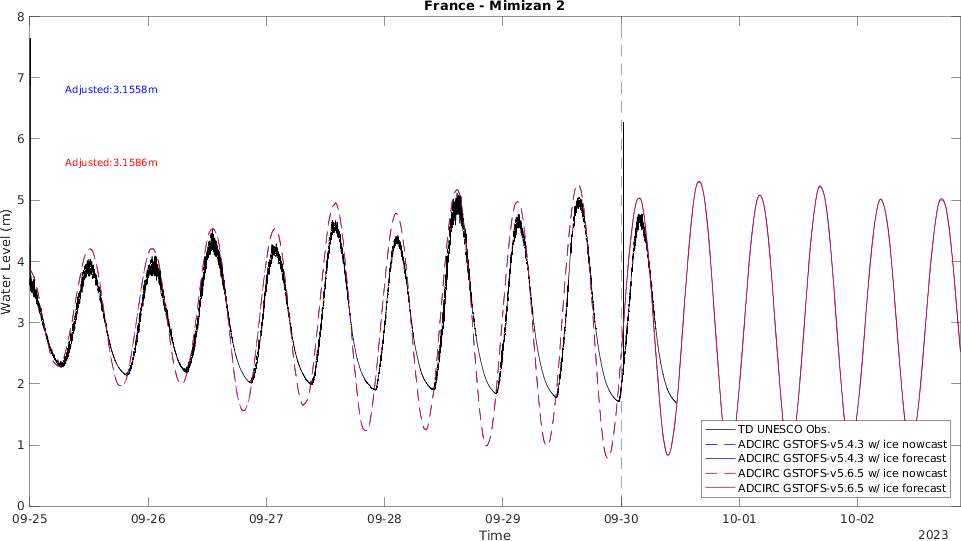 France - Mimizan 2
8
7
6
5
4
3
2
1
0
Water Level (m)
Adjusted:3.1558m
Adjusted:3.1586m
TD UNESCO Obs.
ADCIRC GSTOFS-v5.4.3 w/ ice nowcast
ADCIRC GSTOFS-v5.4.3 w/ ice forecast
ADCIRC GSTOFS-v5.6.5 w/ ice nowcast
ADCIRC GSTOFS-v5.6.5 w/ ice forecast
09-25 09-26 09-27 09-28 09-29 09-30 10-01 10-02
Time
2023